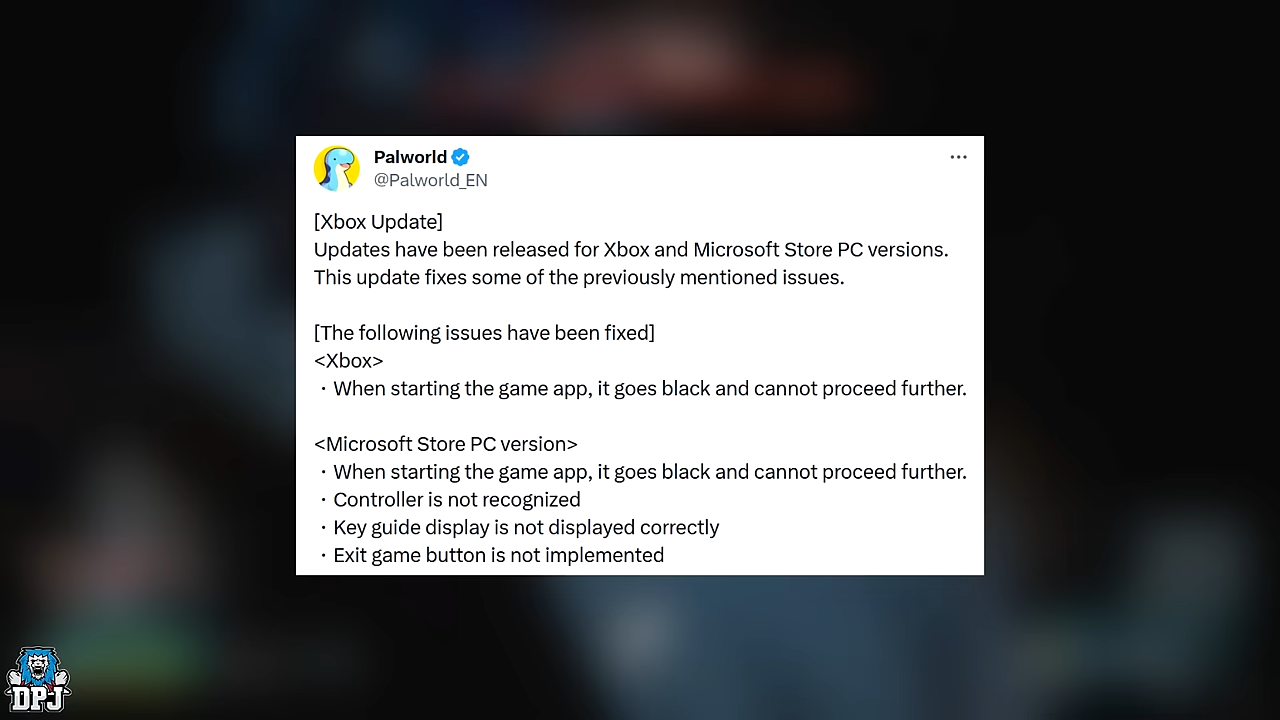 Palworld
@Palworld_EN
[Xbox Update]
Updates have been released for Xbox and Microsoft Store PC versions.
This update fixes some of the previously mentioned issues.
[The following issues have been fixed]
<Xbox>
・When starting the game app, it goes black and cannot proceed further.
<Microsoft Store PC version>
・When starting the game app, it goes black and cannot proceed further.
・Controller is not recognized
・Key guide display is not displayed correctly
・Exit game button is not implemented
DPJ